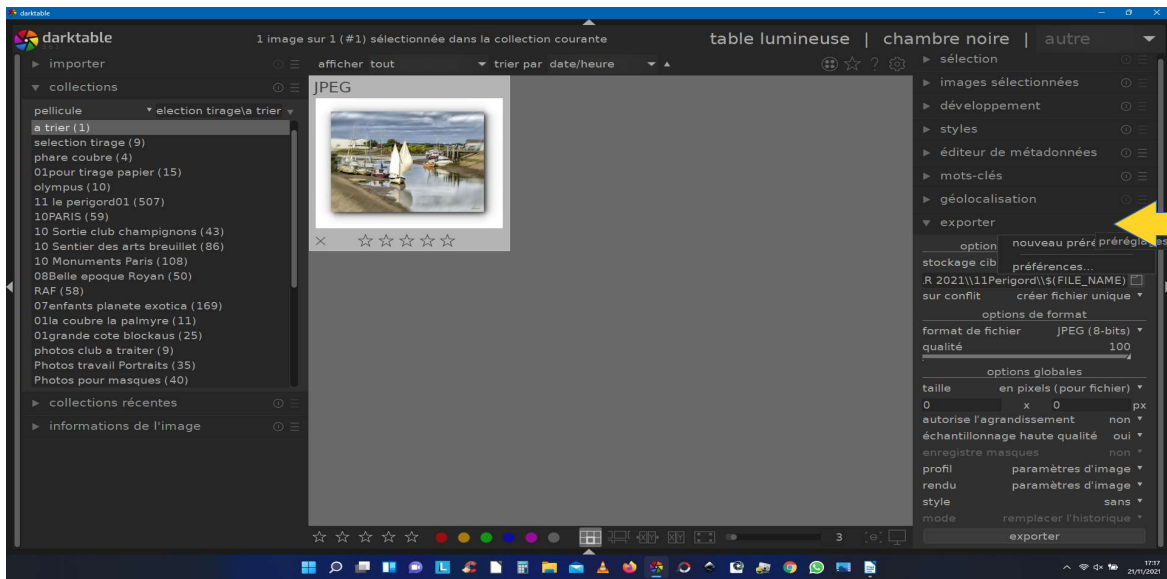 darktable
darktable
3.6.1
1 image sur 1 (#1) sélectionnée dans la collection courante
table lumineuse | chambre noire | autre
importer
collections
pellicule election tirage\a trier
a trier (1)
selection tirage (9)
phare coubre (4)
01pour tirage papier (15)
olympus (10)
11 le perigord01 (507)
10PARIS (59)
10 Sortie club champignons (43)
10 Sentier des arts breuillet (86)
10 Monuments Paris (108)
08Belle epoque Royan (50)
RAF (58)
07enfants planete exotica (169)
01la coubre la palmyre (11)
01grande cote blockaus (25)
photos club a traiter (9)
Photos travail Portraits (35)
Photos pour masques (40)
collections récentes
informations de l'image
afficher tout trier par date/heure
JPEG
sélection
images sélectionnées
développement
styles
éditeur de métadonnées
mots-clés
géolocalisation
exporter
option
nouveau prére préréglages
stockage cib
préférences...
.R 2021\\11Perigord\\$(FILE_NAME)
sur conflit créer fichier unique
options de format
format de fichier JPEG (8-bits)
qualité 100
options globales
taille en pixels (pour fichier)
0 x 0 px
autorise l'agrandissement non
échantillonnage haute qualité oui
enregistre masques non
profil paramètres d'image
rendu paramètres d'image
style sans
mode remplacer l'historique
exporter
3
17:17
21/11/2021